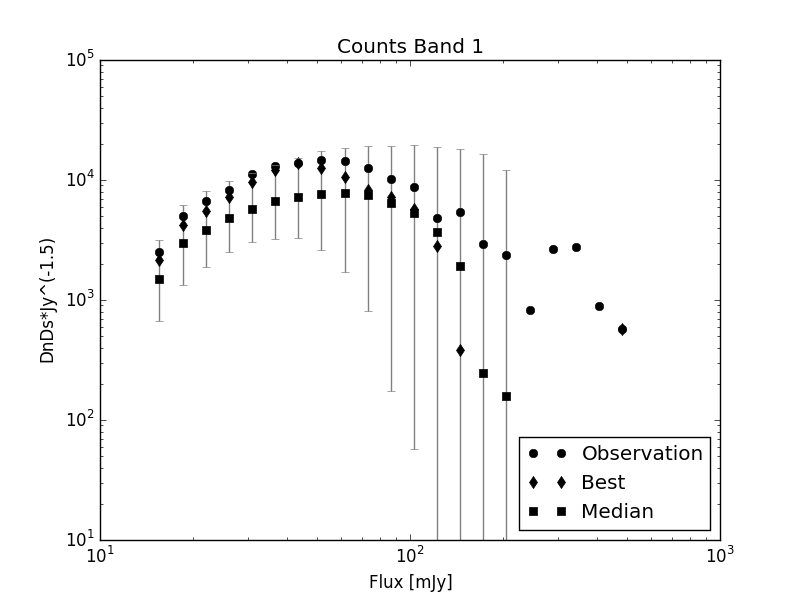 Counts Band 1
10^5
10^4
10^3
10^2
10^1
DnDs*Jy^(-1.5)
Observation
Best
Median
10^1 10^2 10^3
Flux [mJy]